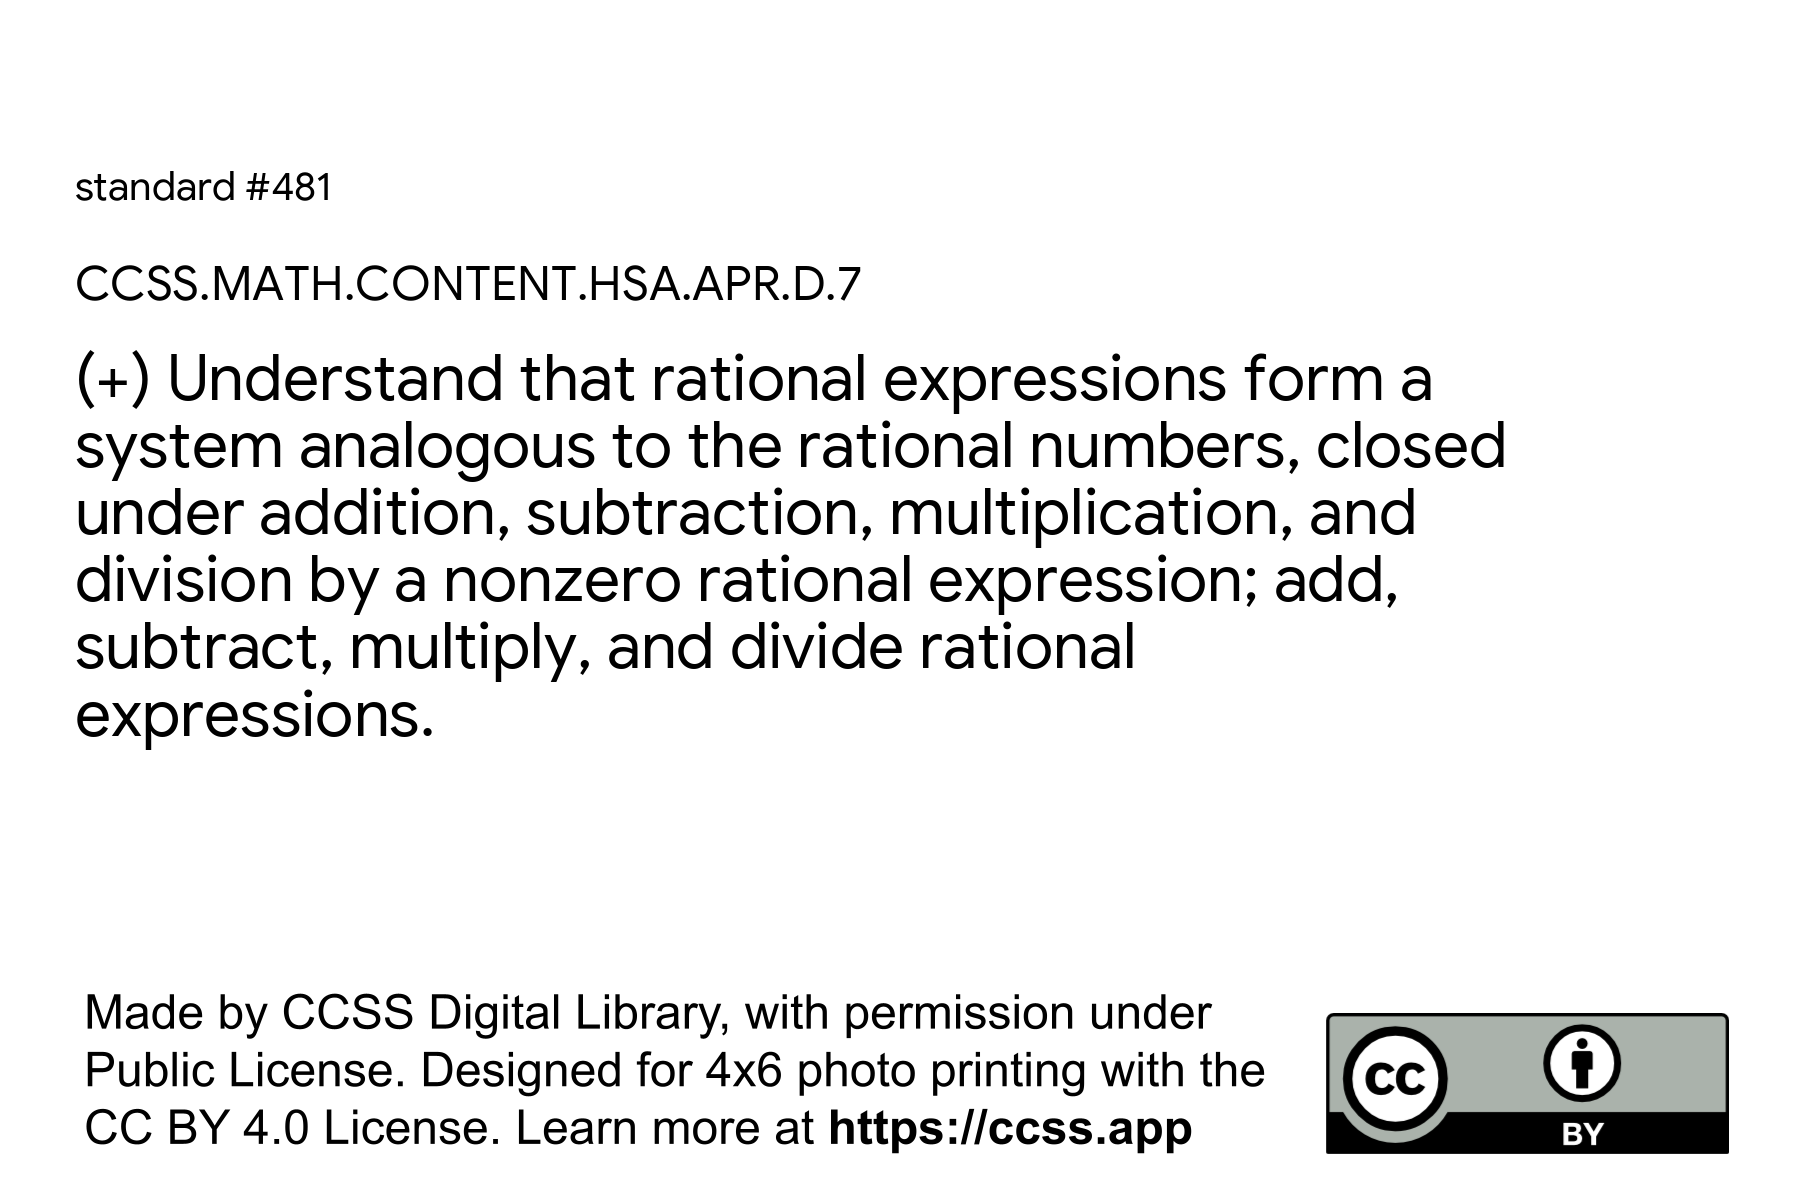 standard #481
CCSS.MATH.CONTENT.HSA.APR.D.7
(+) Understand that rational expressions form a
system analogous to the rational numbers, closed
under addition, subtraction, multiplication, and
division by a nonzero rational expression; add,
subtract, multiply, and divide rational
expressions.
Made by CCSS Digital Library, with permission under
Public License. Designed for 4x6 photo printing with the
CC BY 4.0 License. Learn more at https://ccss.app
cc
BY